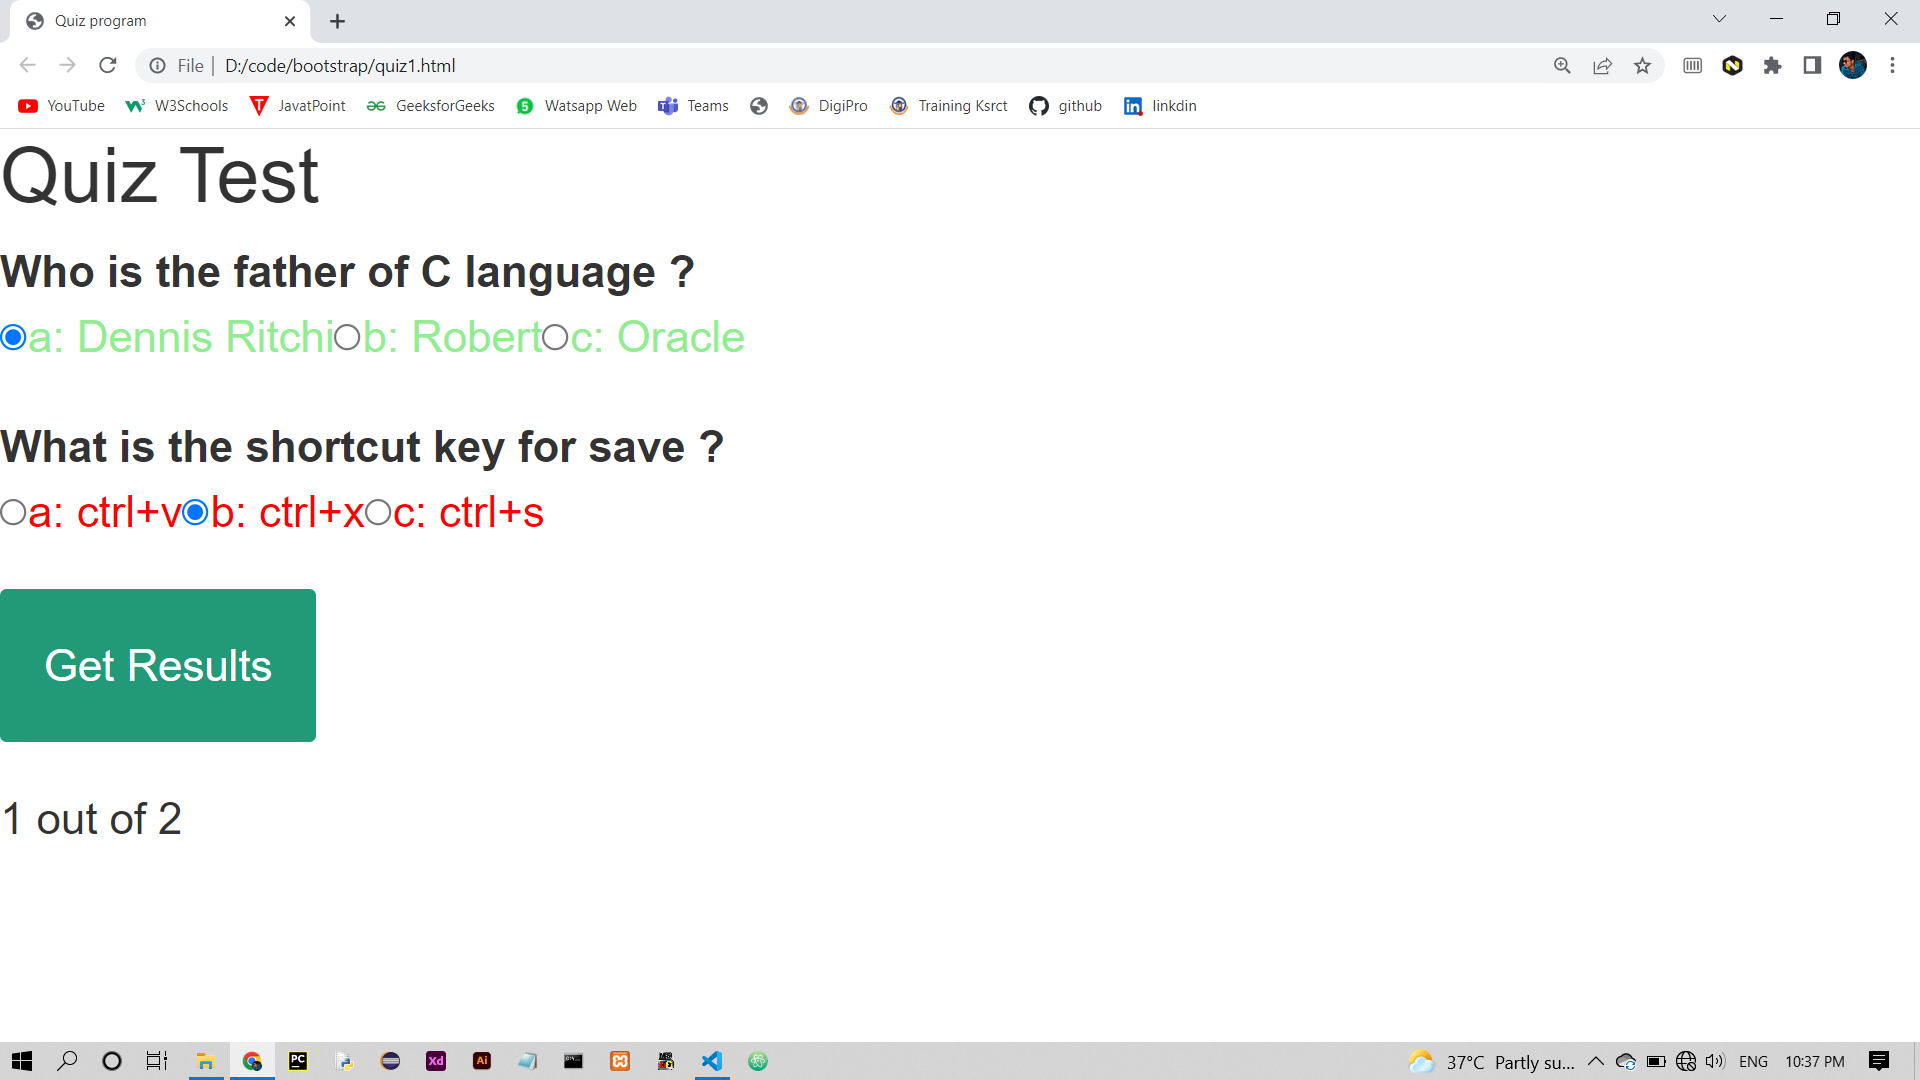 Quiz program
File | D:/code/bootstrap/quiz1.html
YouTube W3Schools JavatPoint GeeksforGeeks Watsapp Web Teams DigiPro Training Ksrct github linkdin
Quiz Test
Who is the father of C language ?
a: Dennis Ritchi b: Robert c: Oracle
What is the shortcut key for save ?
a: ctrl+v b: ctrl+x c: ctrl+s
Get Results
1 out of 2
37°C Partly su... ENG 10:37 PM